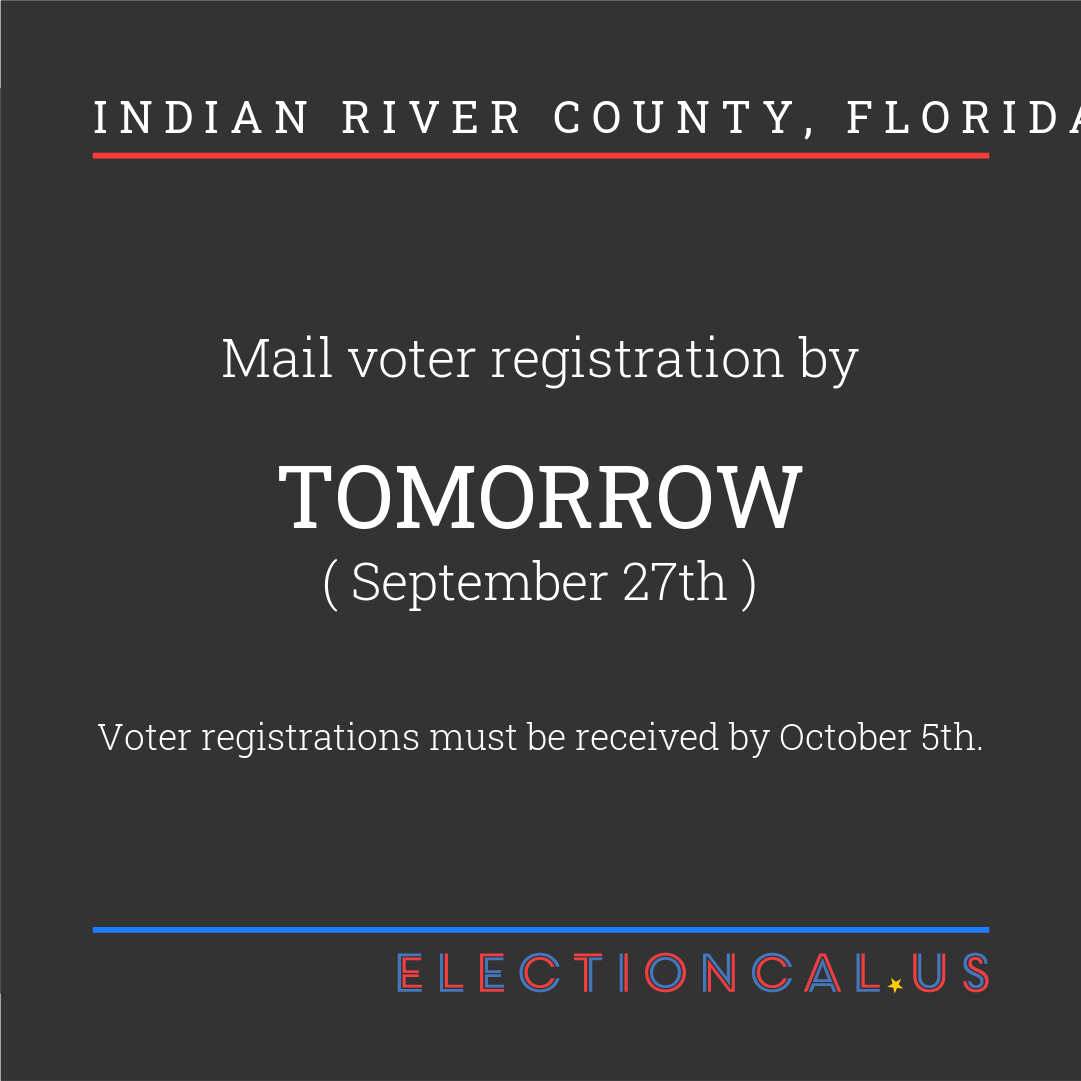 INDIAN RIVER COUNTY, FLORIDA
Mail voter registration by
TOMORROW
( September 27th )
Voter registrations must be received by October 5th.
ELECTIONCAL.US